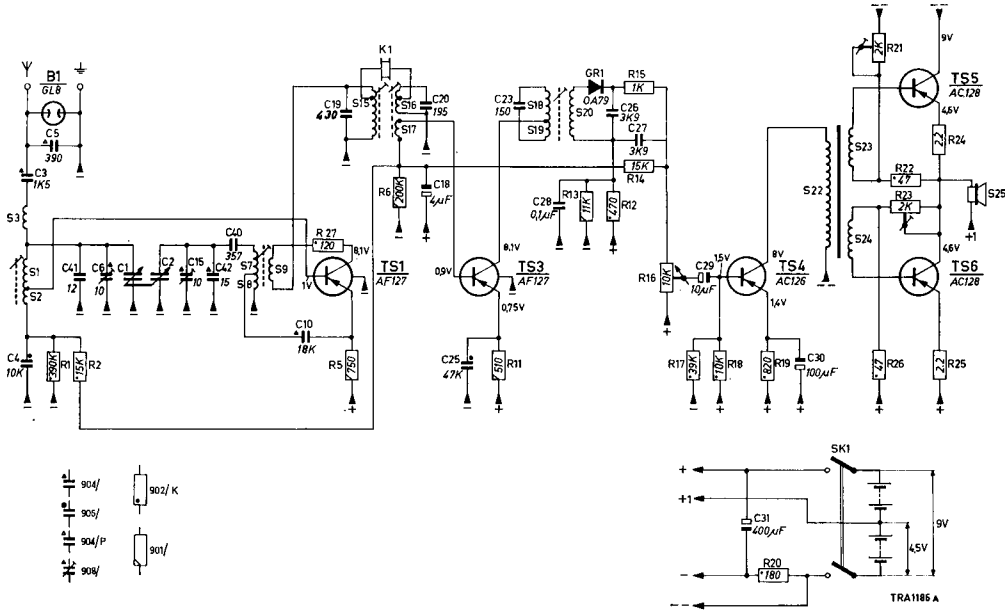 B1
GL8
C5
390
C3
1K5
S3
S1
S2
C41
12
C6
10
C1
C2
C15
10
C42
15
C40
357
S7
S8
S9
R 27
120
8,1V
1V
TS1
AF127
C10
18K
R5
750
C4
10K
390K
R1
15K
R2
K1
C19
430
S15
S16
S17
C20
195
R6
200K
C18
4µF
0,9V
8,1V
0,75V
TS3
AF127
C25
47K
R11
510
C23
150
S18
S19
S20
GR1
OA79
R15
1K
C26
3K9
C27
3K9
15K
R14
C28
0,1µF
R13
11K
R12
470
R16
10K
C29
10µF
1,5V
8V
1,4V
TS4
AC126
R17
39K
R18
10K
R19
820
C30
100µF
S22
S23
S24
R21
2K
9V
TS5
AC128
4,6V
R24
2,2
R22
47
R23
2K
S25
+1
4,6V
TS6
AC128
R26
47
R25
2,2
904/
905/
904/P
908/
902/K
901/
SK1
+
+1
C31
400µF
R20
180
-
--
4,5V
9V
TRA1186 A